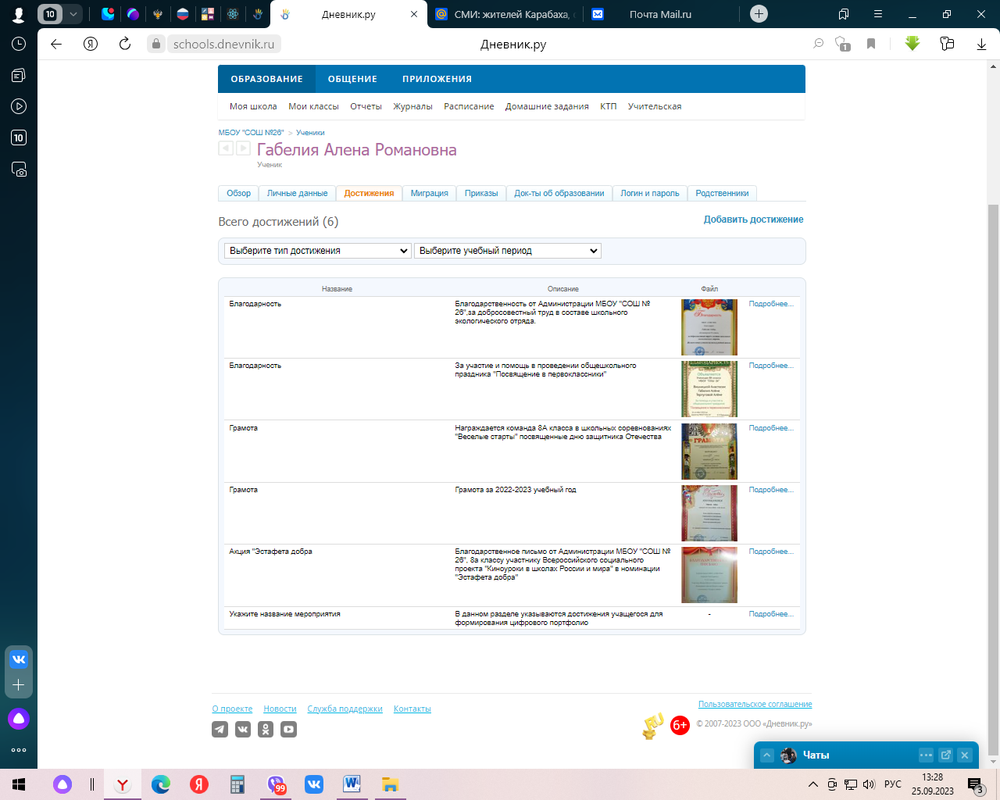 10
Дневник.ру
СМИ: жителей Карабаха,
Почта Mail.ru
schools.dnevnik.ru
Дневник.ру
1
10
ОБРАЗОВАНИЕ ОБЩЕНИЕ ПРИЛОЖЕНИЯ
Моя школа Мои классы Отчеты Журналы Расписание Домашние задания КТП Учительская
МБОУ "СОШ №26" > Ученики
Габелия Алена Романовна
Ученик
Обзор Личные данные Достижения Миграция Приказы Док-ты об образовании Логин и пароль Родственники
Всего достижений (6)
Добавить достижение
Выберите тип достижения Выберите учебный период
Название Описание Файл
Благодарность
Благодарственность от Администрации МБОУ "СОШ №
26",за добросовестный труд в составе школьного
экологического отряда.
Подробнее...
Благодарность
За участие и помощь в проведении общешкольного
праздника "Посвящение в первоклассники"
Подробнее...
Грамота
Награждается команда 8А класса в школьных соревнованиях
"Веселые старты" посвященные дню защитника Отечества
ГРАМОТА
Подробнее...
Грамота
Грамота за 2022-2023 учебный год
Подробнее...
Акция "Эстафета добра
Благодарственное письмо от Администрации МБОУ "СОШ №
26", 8а классу участнику Всероссийского социального
проекта "Киноуроки в школах России и мира" в номинации
"Эстафета добра"
Подробнее...
Укажите название мероприятия
В данном разделе указываются достижения учащегося для
формирования цифрового портфолио
-
Подробнее...
О проекте Новости Служба поддержки Контакты
Пользовательское соглашение
6+
© 2007-2023 ООО «Дневник.ру»
Чаты
99
РУС
13:28
25.09.2023
3